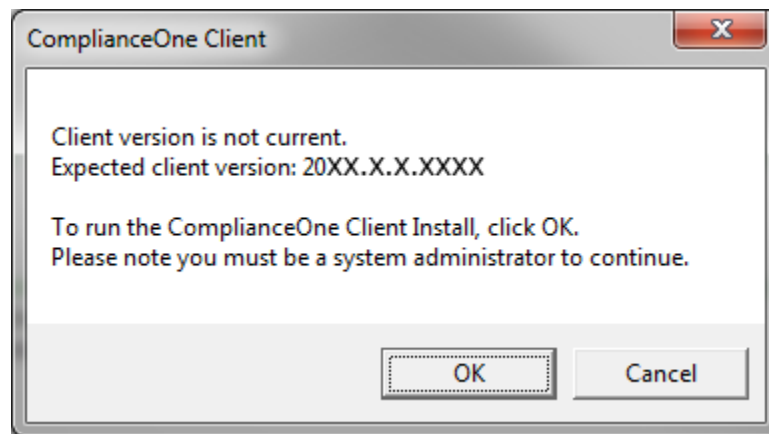 ComplianceOne Client
Client version is not current.
Expected client version: 20XX.X.X.XXXX
To run the ComplianceOne Client Install, click OK.
Please note you must be a system administrator to continue.
OK
Cancel